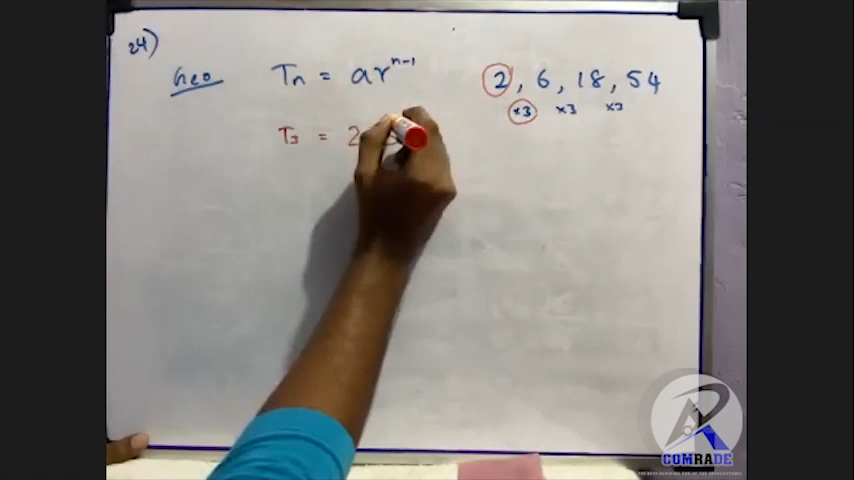 24)
Geo Tn = ar^n-1 2, 6, 18, 54
×3 ×3 ×3
T3 = 2
COMRADE